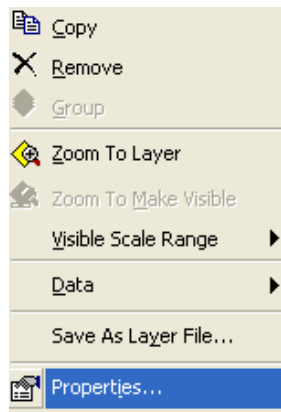 Copy
Remove
Group
Zoom To Layer
Zoom To Make Visible
Visible Scale Range
Data
Save As Layer File...
Properties...